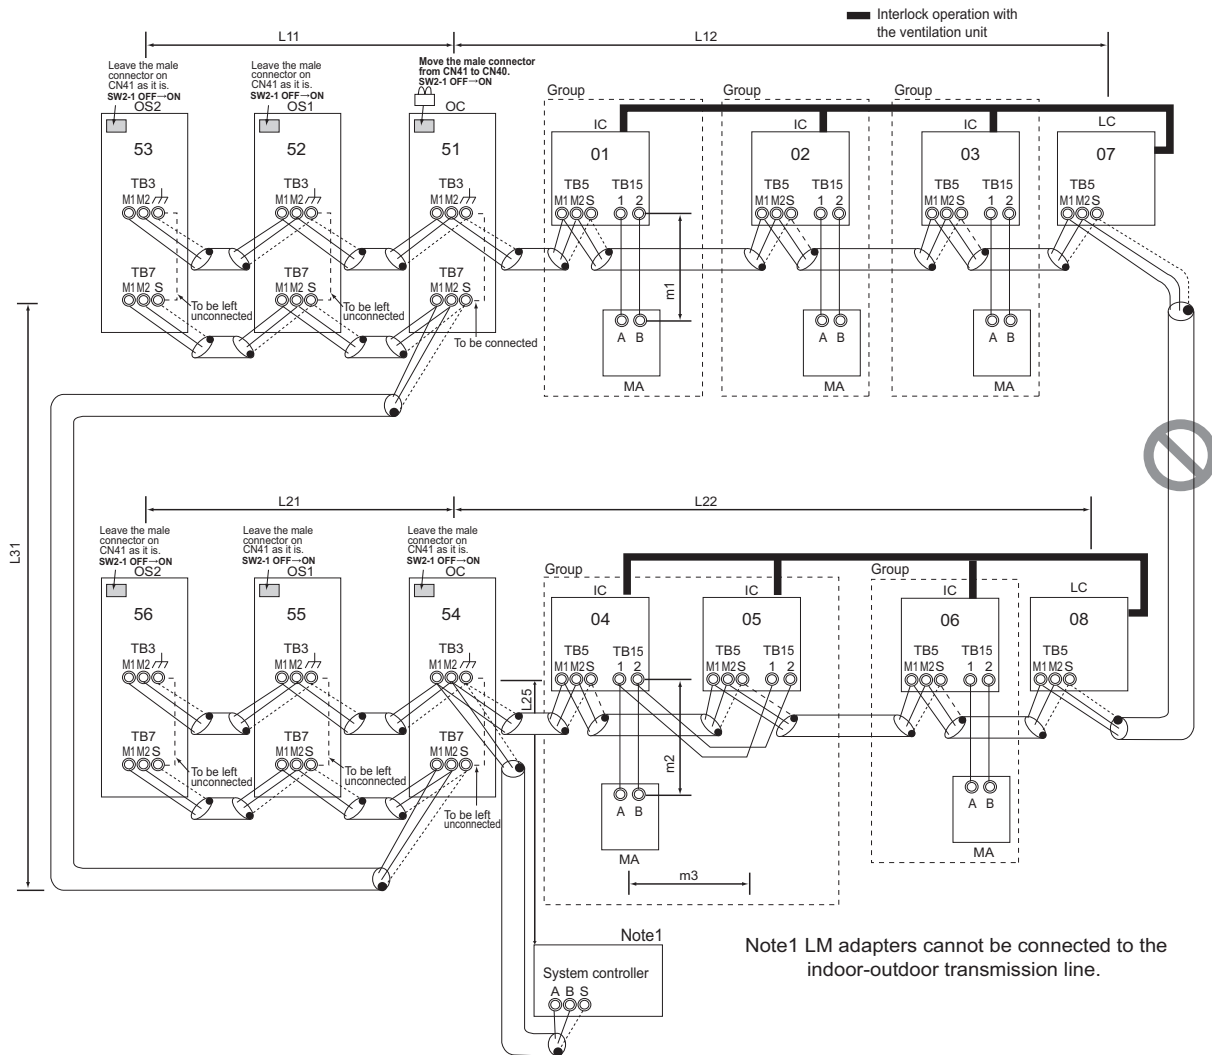 Interlock operation with
the ventilation unit
L11
L12
Leave the male
connector on
CN41 as it is.
SW2-1 OFF→ON
OS2
Leave the male
connector on
CN41 as it is.
SW2-1 OFF→ON
OS1
Move the male connector
from CN41 to CN40.
SW2-1 OFF→ON
OC
Group
Group
Group
IC
IC
IC
LC
53
52
51
01
02
03
07
TB3
TB3
TB3
TB5
TB15
TB5
TB15
TB5
TB15
TB5
M1 M2
M1 M2
M1 M2
M1 M2 S
1 2
M1 M2 S
1 2
M1 M2 S
1 2
M1 M2 S
TB7
TB7
TB7
M1 M2 S
M1 M2 S
M1 M2 S
To be left
unconnected
To be left
unconnected
To be connected
m1
A B
A B
A B
MA
MA
MA
L31
L21
L22
Leave the male
connector on
CN41 as it is.
SW2-1 OFF→ON
OS2
Leave the male
connector on
CN41 as it is.
SW2-1 OFF→ON
OS1
Leave the male
connector on
CN41 as it is.
SW2-1 OFF→ON
OC
Group
Group
IC
IC
IC
LC
56
55
54
04
05
06
08
TB3
TB3
TB3
TB5
TB15
TB5
TB15
TB5
TB15
TB5
M1 M2
M1 M2
M1 M2
M1 M2 S
1 2
M1 M2 S
1 2
M1 M2 S
1 2
M1 M2 S
L25
TB7
TB7
TB7
M1 M2 S
M1 M2 S
M1 M2 S
To be left
unconnected
To be left
unconnected
To be left
unconnected
m2
A B
A B
MA
MA
m3
Note1
System controller
A B S
Note1 LM adapters cannot be connected to the
indoor-outdoor transmission line.